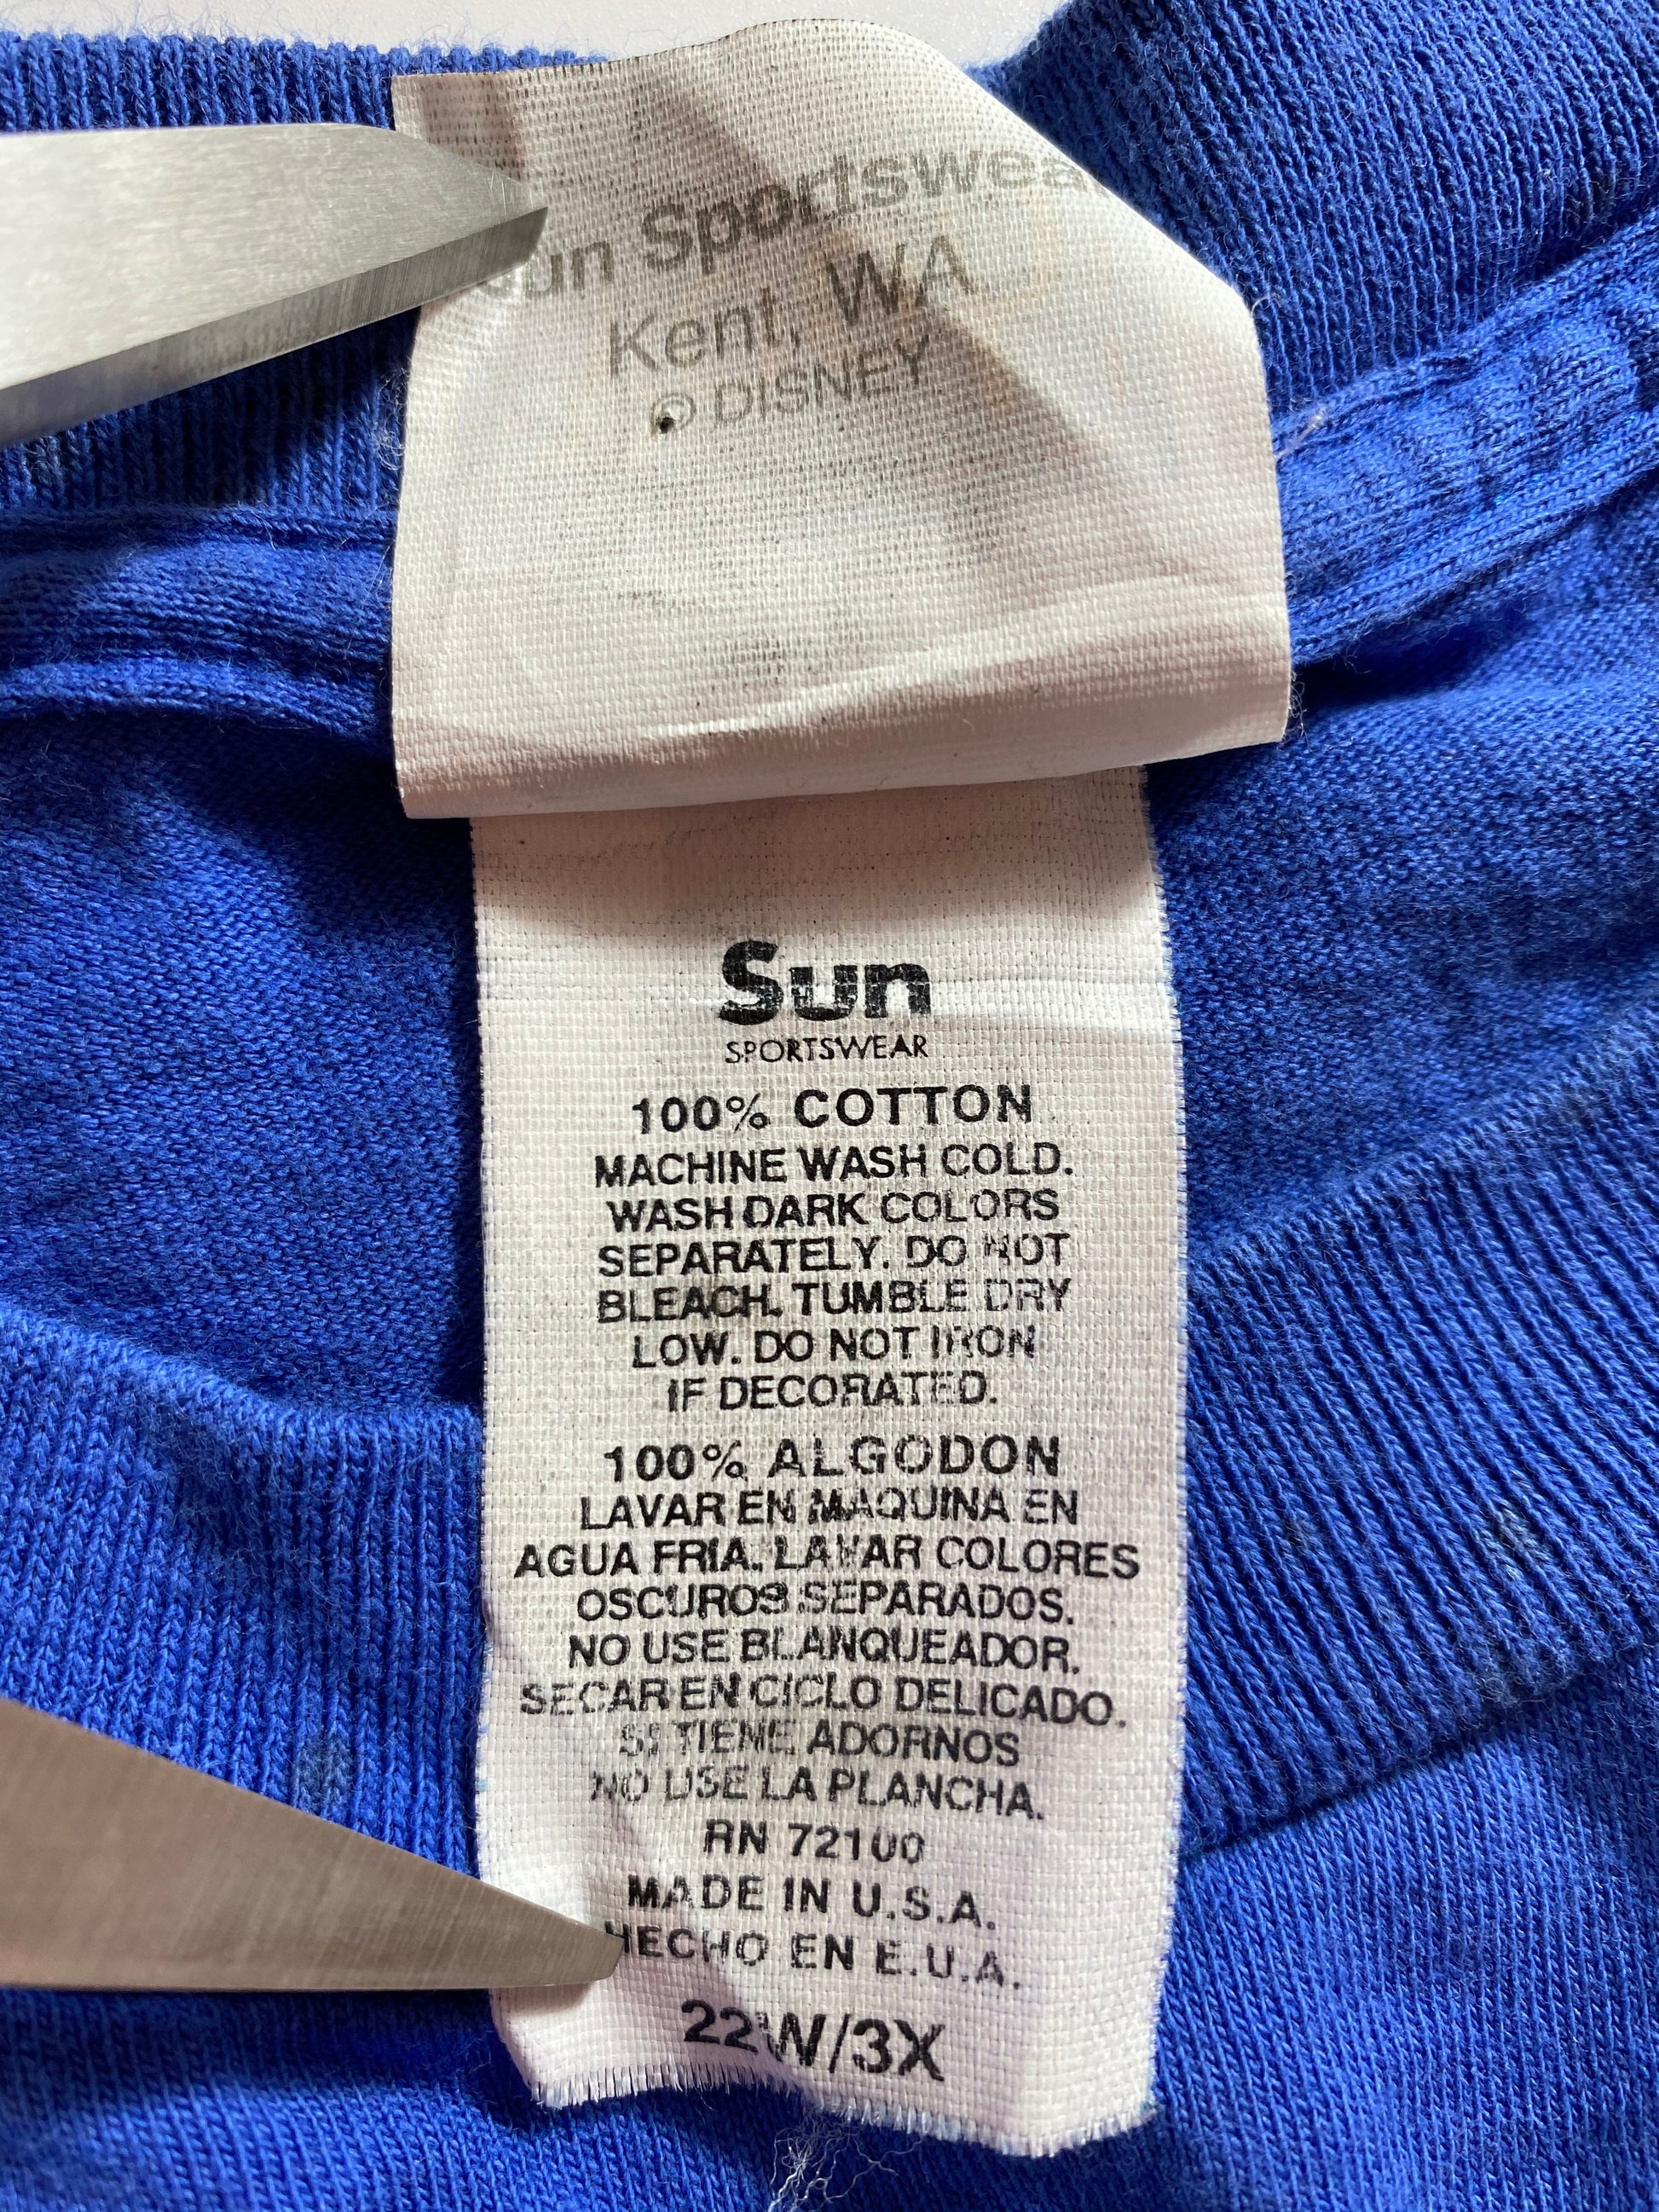 Sun Sportswear
Kent, WA
© DISNEY
Sun
SPORTSWEAR
100% COTTON
MACHINE WASH COLD.
WASH DARK COLORS
SEPARATELY. DO NOT
BLEACH. TUMBLE DRY
LOW. DO NOT IRON
IF DECORATED.
100% ALGODON
LAVAR EN MAQUINA EN
AGUA FRIA. LAVAR COLORES
OSCUROS SEPARADOS.
NO USE BLANQUEADOR.
SECAR EN CICLO DELICADO.
SI TIENE ADORNOS
NO USE LA PLANCHA.
RN 72100
MADE IN U.S.A.
HECHO EN E.U.A.
22W/3X